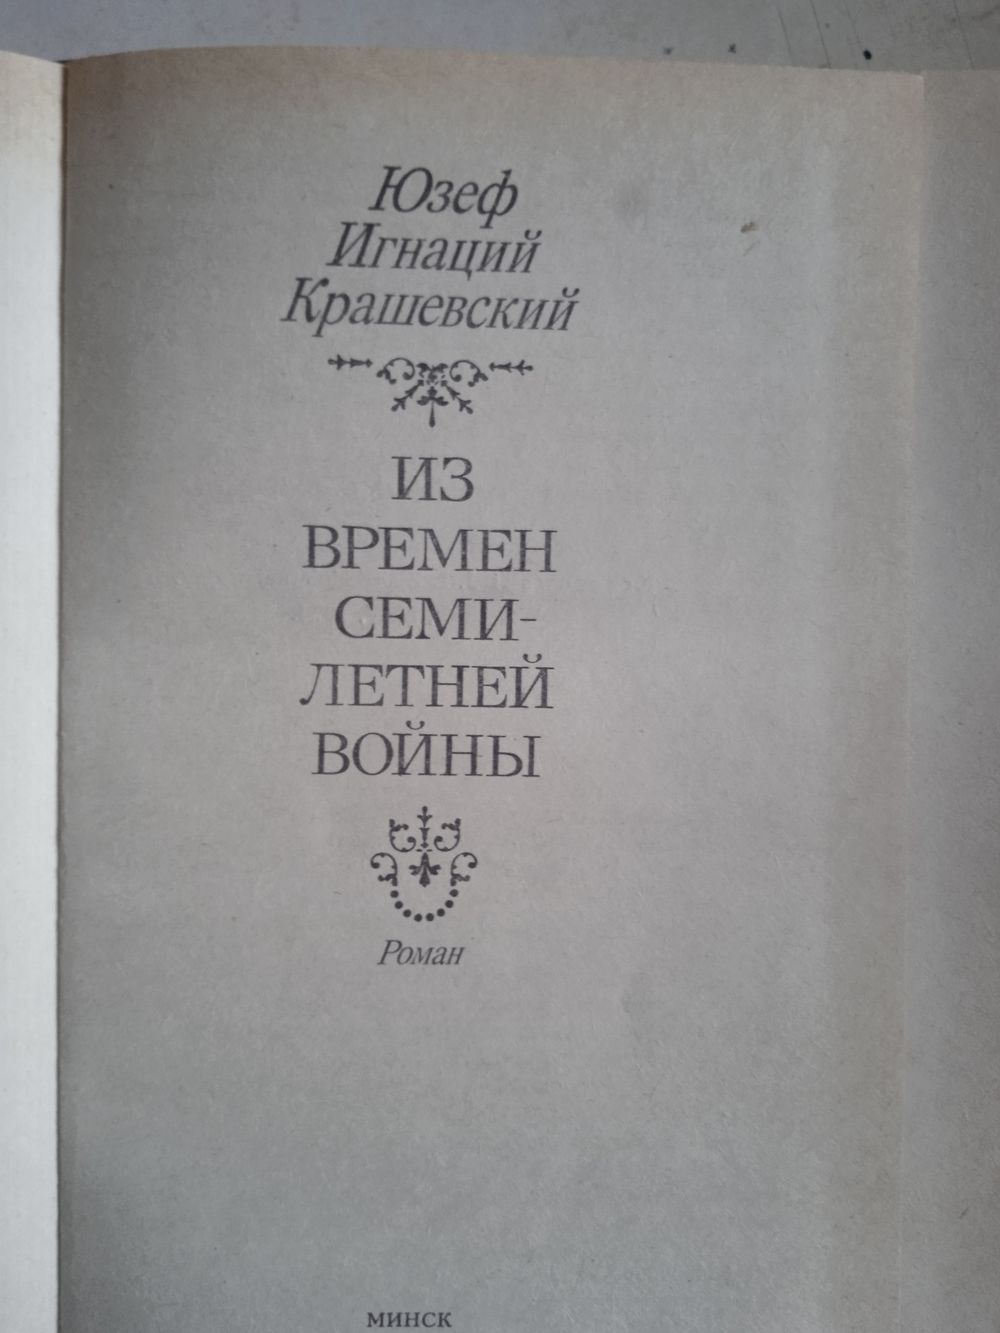 Юзеф
Игнаций
Крашевский
ИЗ
ВРЕМЕН
СЕМИ-
ЛЕТНЕЙ
ВОЙНЫ
Роман
МИНСК